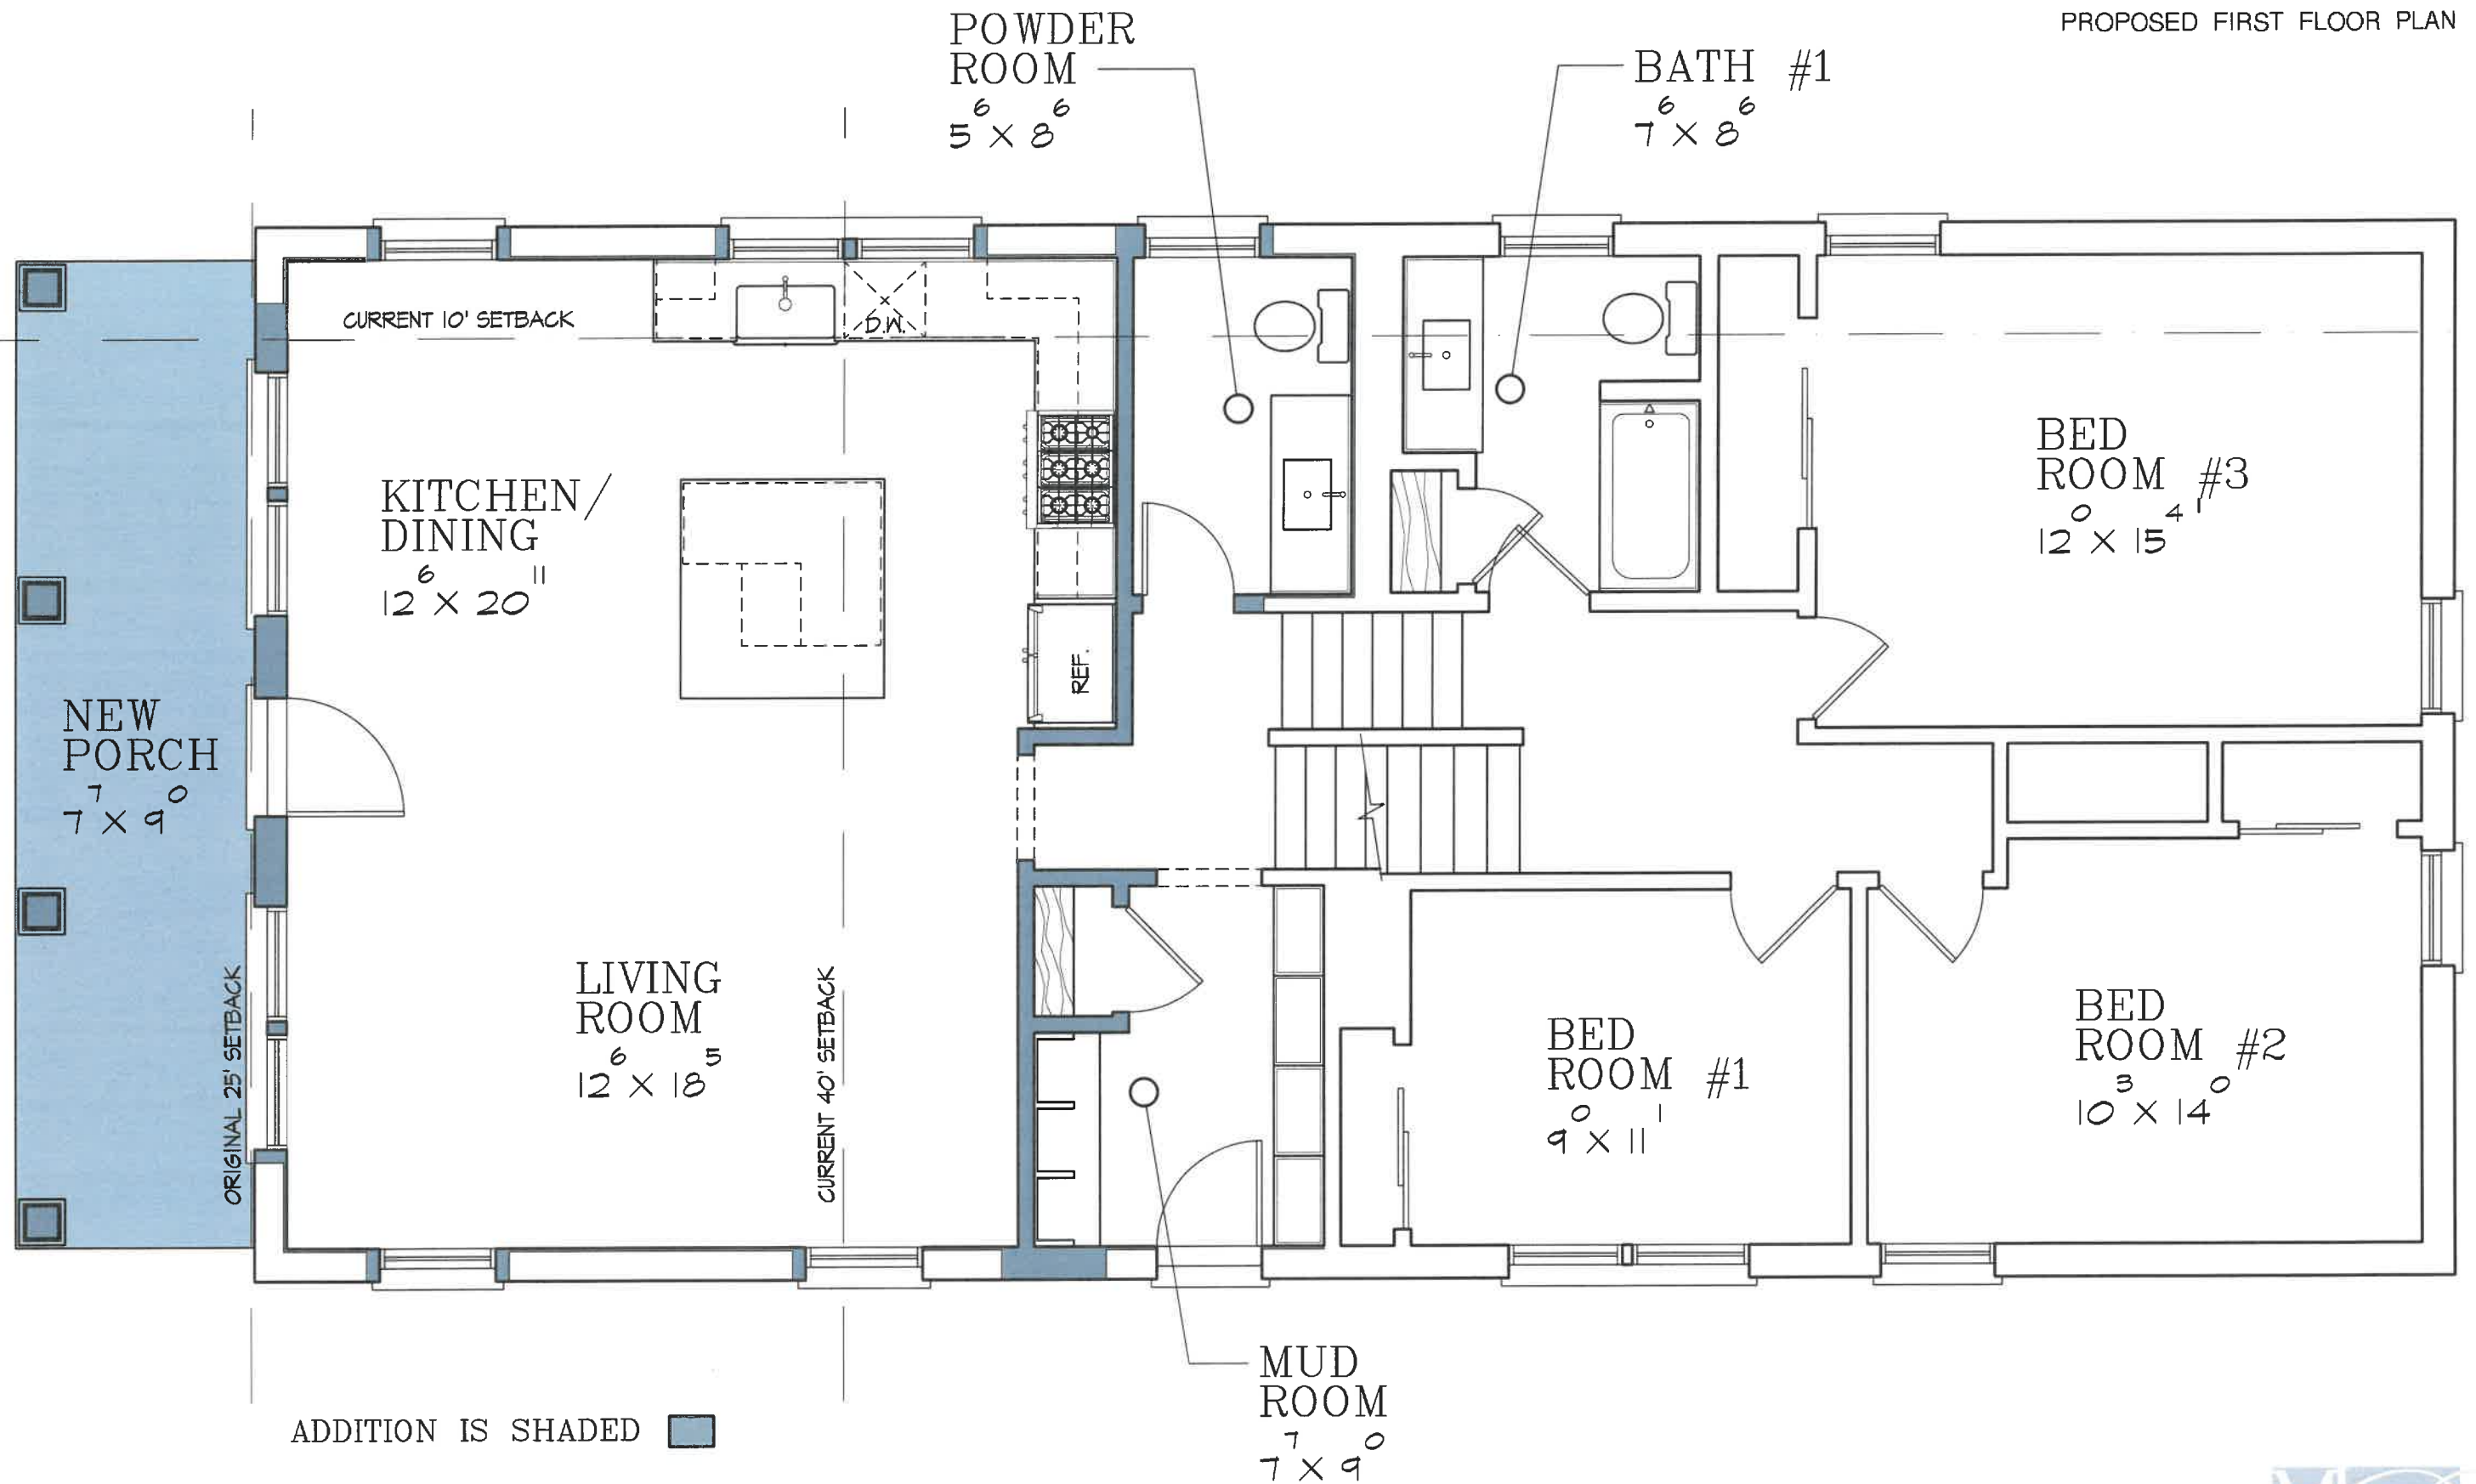 PROPOSED FIRST FLOOR PLAN
POWDER
ROOM
5⁶ X 8⁶
BATH #1
7⁶ X 8⁶
CURRENT 10' SETBACK
D.W.
KITCHEN/
DINING
12⁶ X 20¹¹
REF.
BED
ROOM #3
12⁰ X 15⁴'
NEW
PORCH
7⁷ X 9⁰
LIVING
ROOM
12⁶ X 18⁵
ORIGINAL 25' SETBACK
CURRENT 40' SETBACK
BED
ROOM #1
9⁰ X 11¹
BED
ROOM #2
10³ X 14⁰
MUD
ROOM
7⁷ X 9⁰
ADDITION IS SHADED